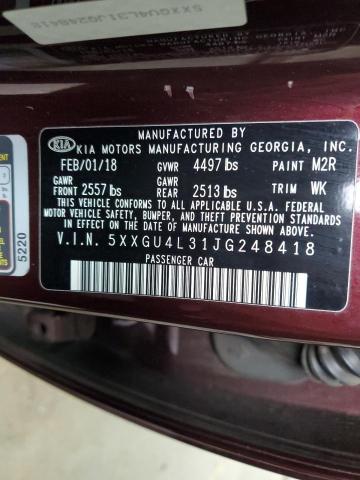 5XXGU4L31JG248418
MANUFACTURED BY
KIA
KIA MOTORS MANUFACTURING GEORGIA, INC.
FEB/01/18 GVWR 4497 lbs PAINT M2R
GAWR GAWR
FRONT 2557 lbs REAR 2513 lbs TRIM WK
THIS VEHICLE CONFORMS TO ALL APPLICABLE U.S.A. FEDERAL
MOTOR VEHICLE SAFETY, BUMPER, AND THEFT STANDARDS
IN EFFECT ON THE DATE OF MANUFACTURE SHOWN ABOVE.
V.I.N. 5XXGU4L31JG248418
PASSENGER CAR
5220